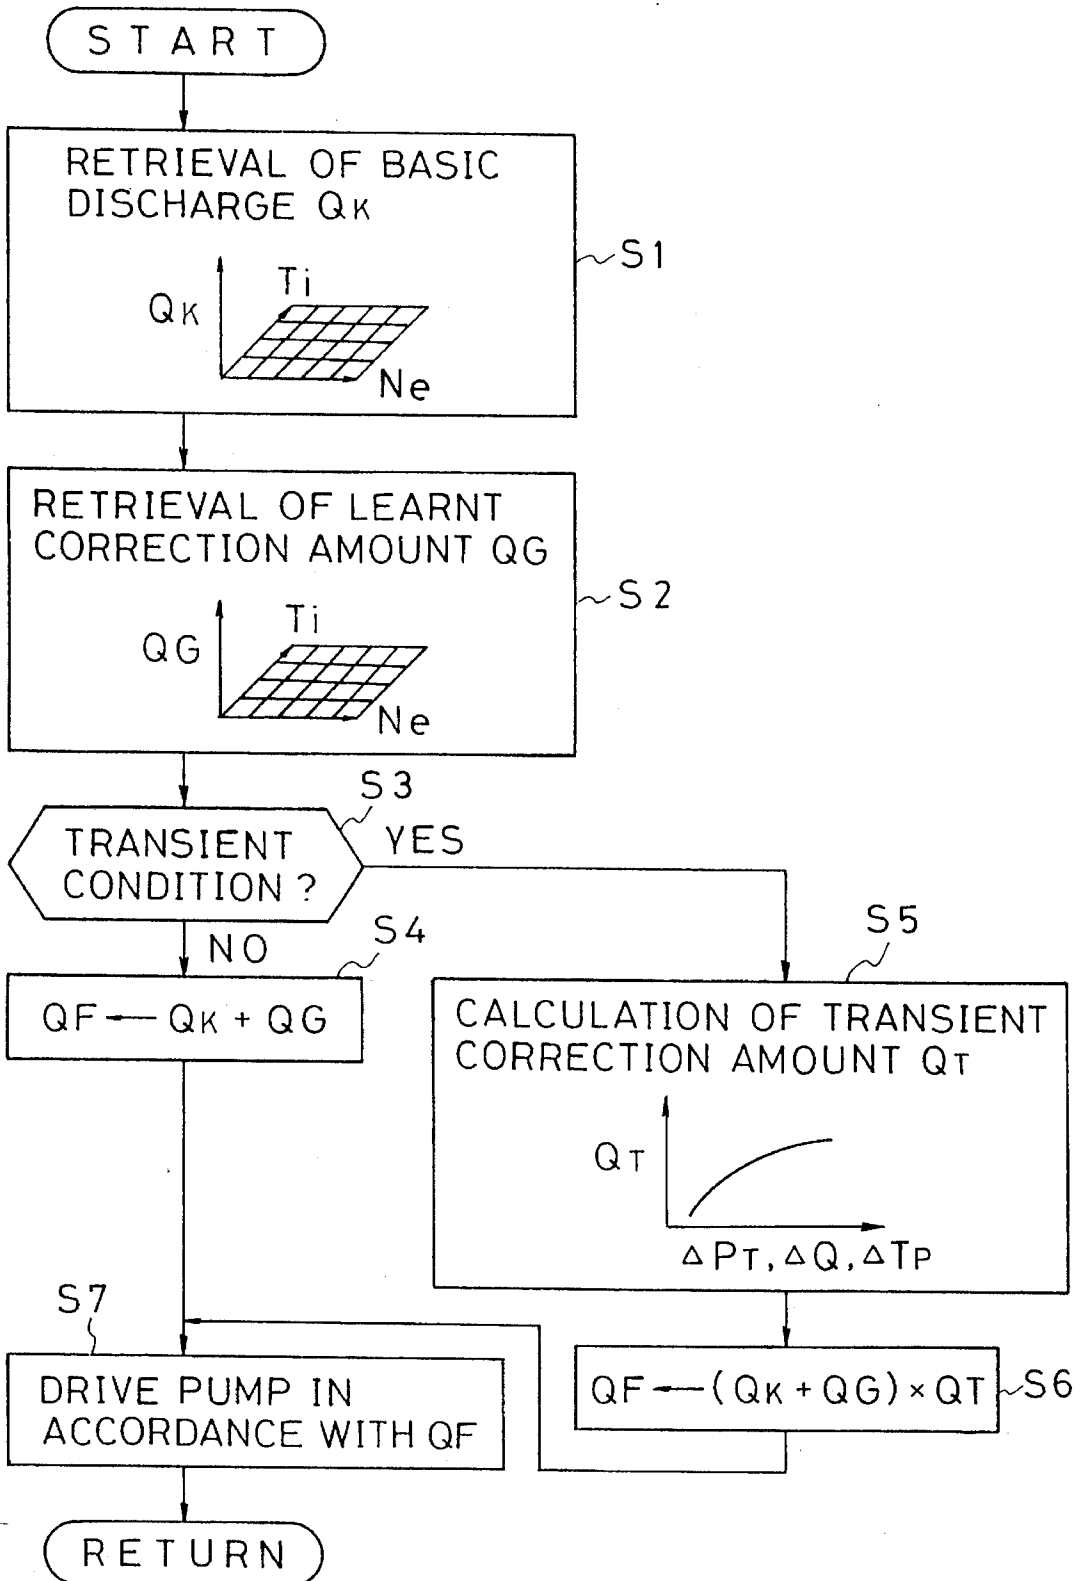 START
RETRIEVAL OF BASIC
DISCHARGE QK
S1
Ti
QK
Ne
RETRIEVAL OF LEARNT
CORRECTION AMOUNT QG
S2
Ti
QG
Ne
S3
TRANSIENT
CONDITION?
YES
NO
S4
QF ← QK + QG
S5
CALCULATION OF TRANSIENT
CORRECTION AMOUNT QT
QT
ΔPT, ΔQ, ΔTP
S6
QF ← (QK + QG) × QT
S7
DRIVE PUMP IN
ACCORDANCE WITH QF
RETURN